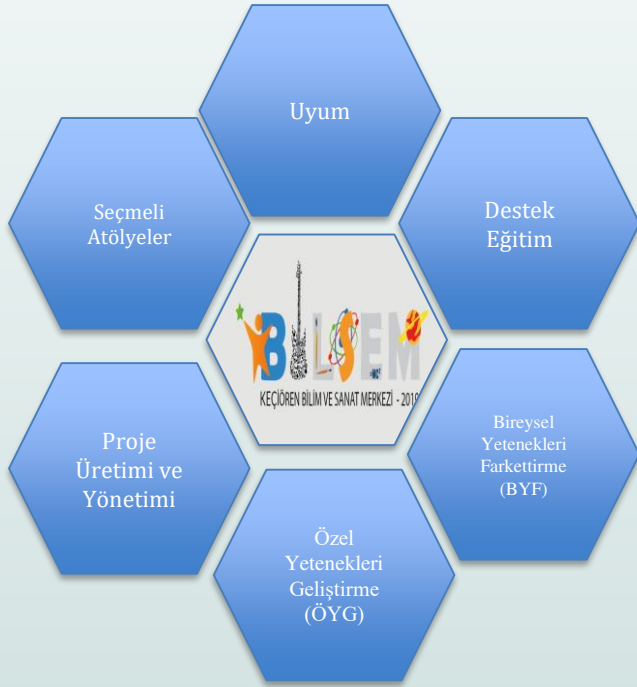 Uyum
Destek
Eğitim
Bireysel
Yetenekleri
Farkettirme
(BYF)
Özel
Yetenekleri
Geliştirme
(ÖYG)
Proje
Üretimi ve
Yönetimi
Seçmeli
Atölyeler
BİLSEM
KEÇİÖREN BİLİM VE SANAT MERKEZİ - 2010